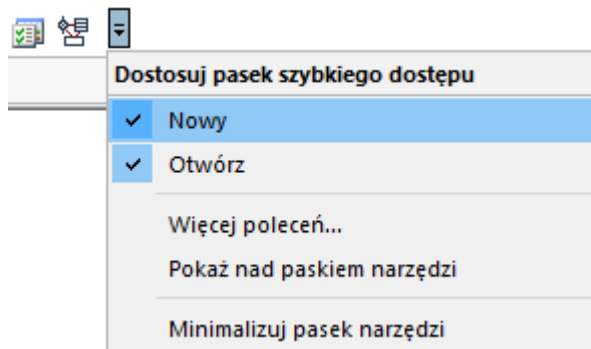 Dostosuj pasek szybkiego dostępu
Nowy
Otwórz
Więcej poleceń...
Pokaż nad paskiem narzędzi
Minimalizuj pasek narzędzi